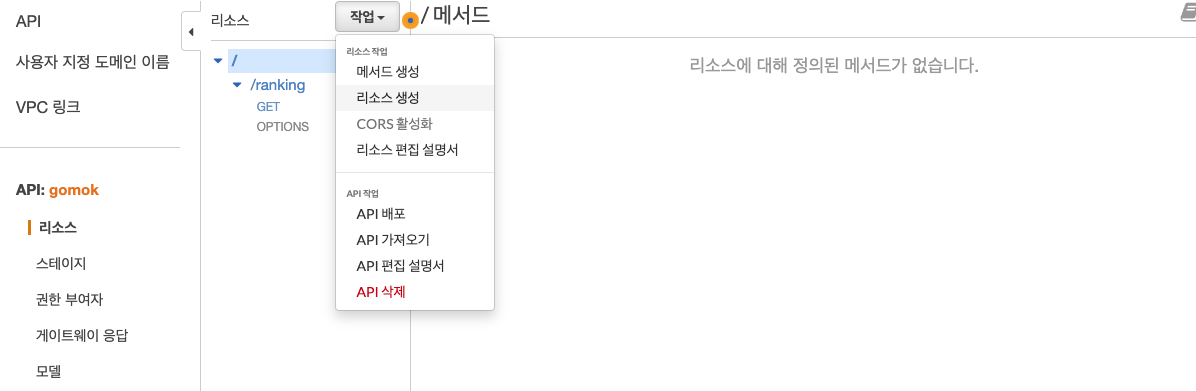 API
사용자 지정 도메인 이름
VPC 링크
API: gomok
리소스
스테이지
권한 부여자
게이트웨이 응답
모델
리소스
작업
/
/ranking
GET
OPTIONS
리소스 작업
메서드 생성
리소스 생성
CORS 활성화
리소스 편집 설명서
API 작업
API 배포
API 가져오기
API 편집 설명서
API 삭제
/ 메서드
리소스에 대해 정의된 메서드가 없습니다.